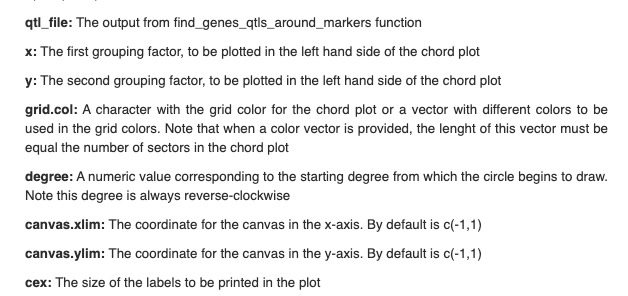 qtl_file: The output from find_genes_qtls_around_markers function
x: The first grouping factor, to be plotted in the left hand side of the chord plot
y: The second grouping factor, to be plotted in the left hand side of the chord plot
grid.col: A character with the grid color for the chord plot or a vector with different colors to be
used in the grid colors. Note that when a color vector is provided, the lenght of this vector must be
equal the number of sectors in the chord plot
degree: A numeric value corresponding to the starting degree from which the circle begins to draw.
Note this degree is always reverse-clockwise
canvas.xlim: The coordinate for the canvas in the x-axis. By default is c(-1,1)
canvas.ylim: The coordinate for the canvas in the y-axis. By default is c(-1,1)
cex: The size of the labels to be printed in the plot